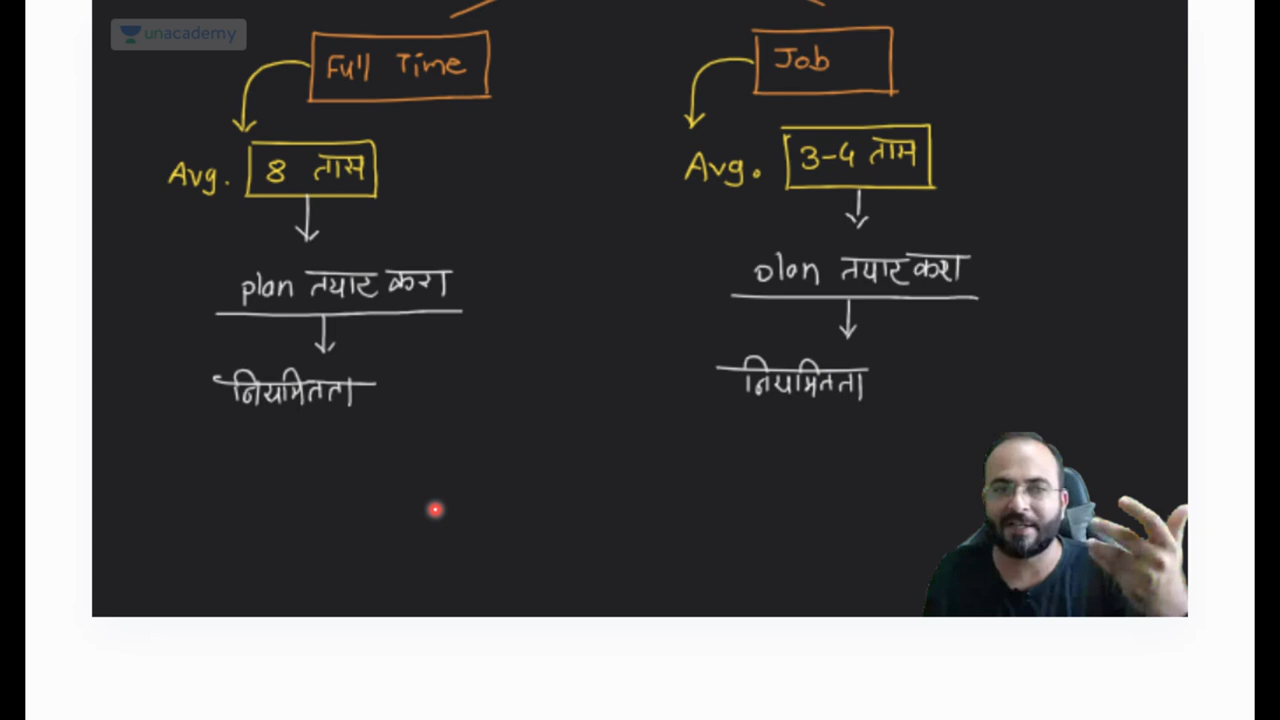 unacademy
Full Time
Job
Avg. 8 तास
Avg. 3-4 तास
plan तयार करा
plan तयार करा
नियमितता
नियमितता